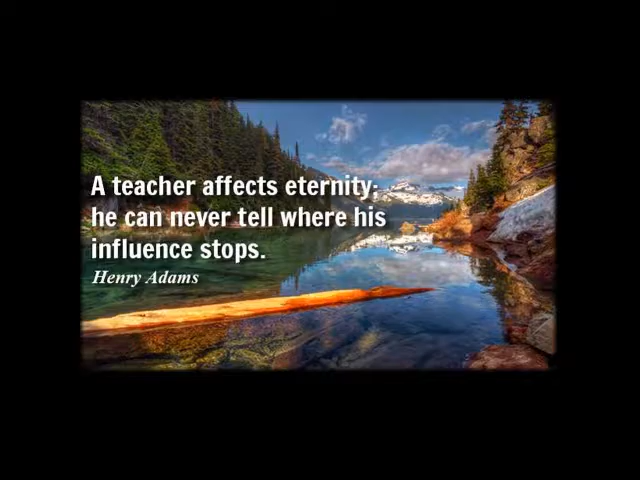 A teacher affects eternity;
he can never tell where his
influence stops.
Henry Adams